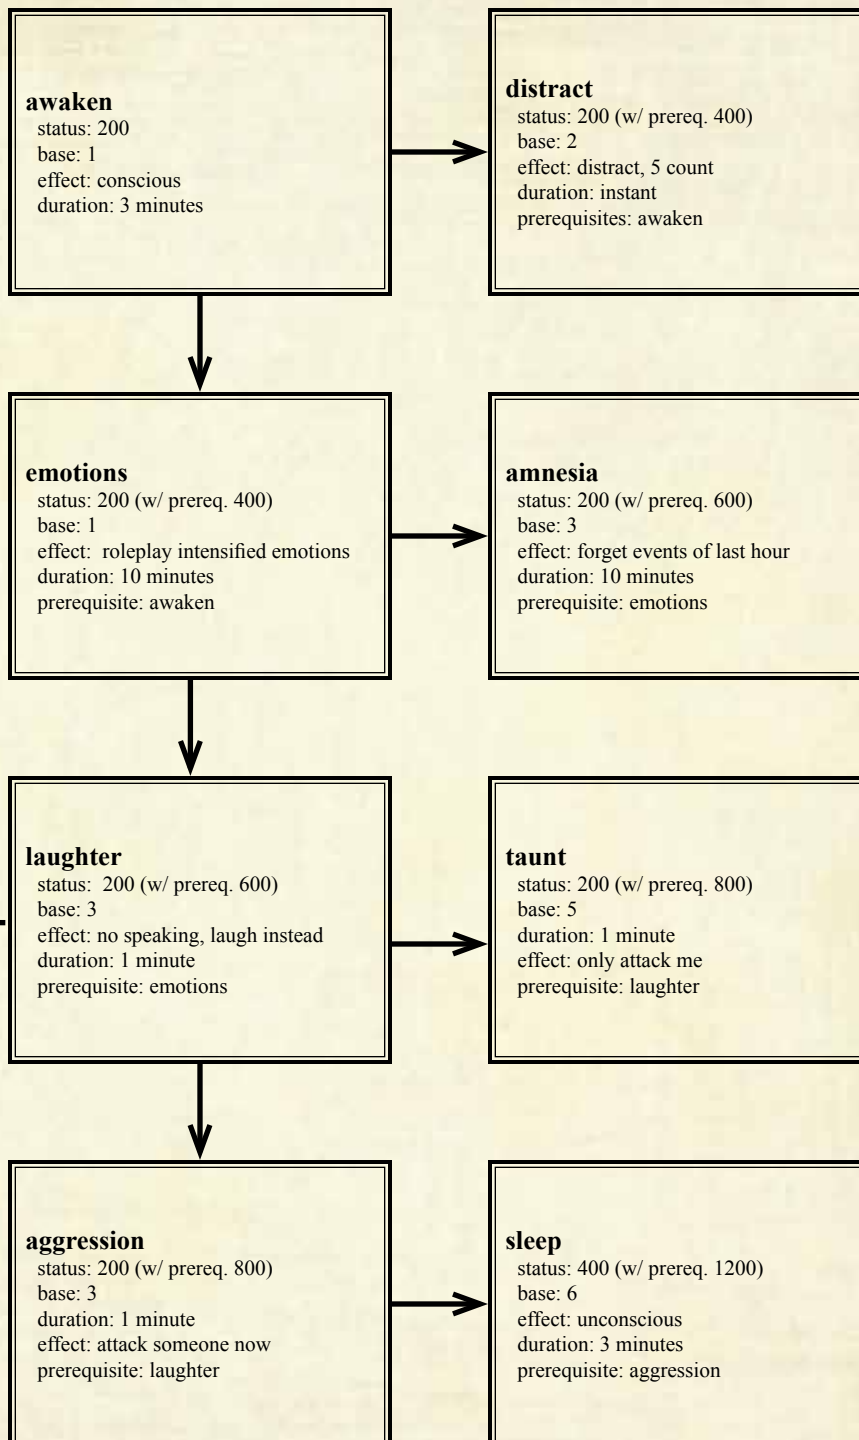 awaken
status: 200
base: 1
effect: conscious
duration: 3 minutes
distract
status: 200 (w/ prereq. 400)
base: 2
effect: distract, 5 count
duration: instant
prerequisites: awaken
emotions
status: 200 (w/ prereq. 400)
base: 1
effect:  roleplay intensified emotions
duration: 10 minutes
prerequisite: awaken
amnesia
status: 200 (w/ prereq. 600)
base: 3
effect: forget events of last hour
duration: 10 minutes
prerequisite: emotions
laughter
status:  200 (w/ prereq. 600)
base: 3
effect: no speaking, laugh instead
duration: 1 minute
prerequisite: emotions
taunt
status: 200 (w/ prereq. 800)
base: 5
duration: 1 minute
effect: only attack me
prerequisite: laughter
aggression
status: 200 (w/ prereq. 800)
base: 3
duration: 1 minute
effect: attack someone now
prerequisite: laughter
sleep
status: 400 (w/ prereq. 1200)
base: 6
effect: unconscious
duration: 3 minutes
prerequisite: aggression